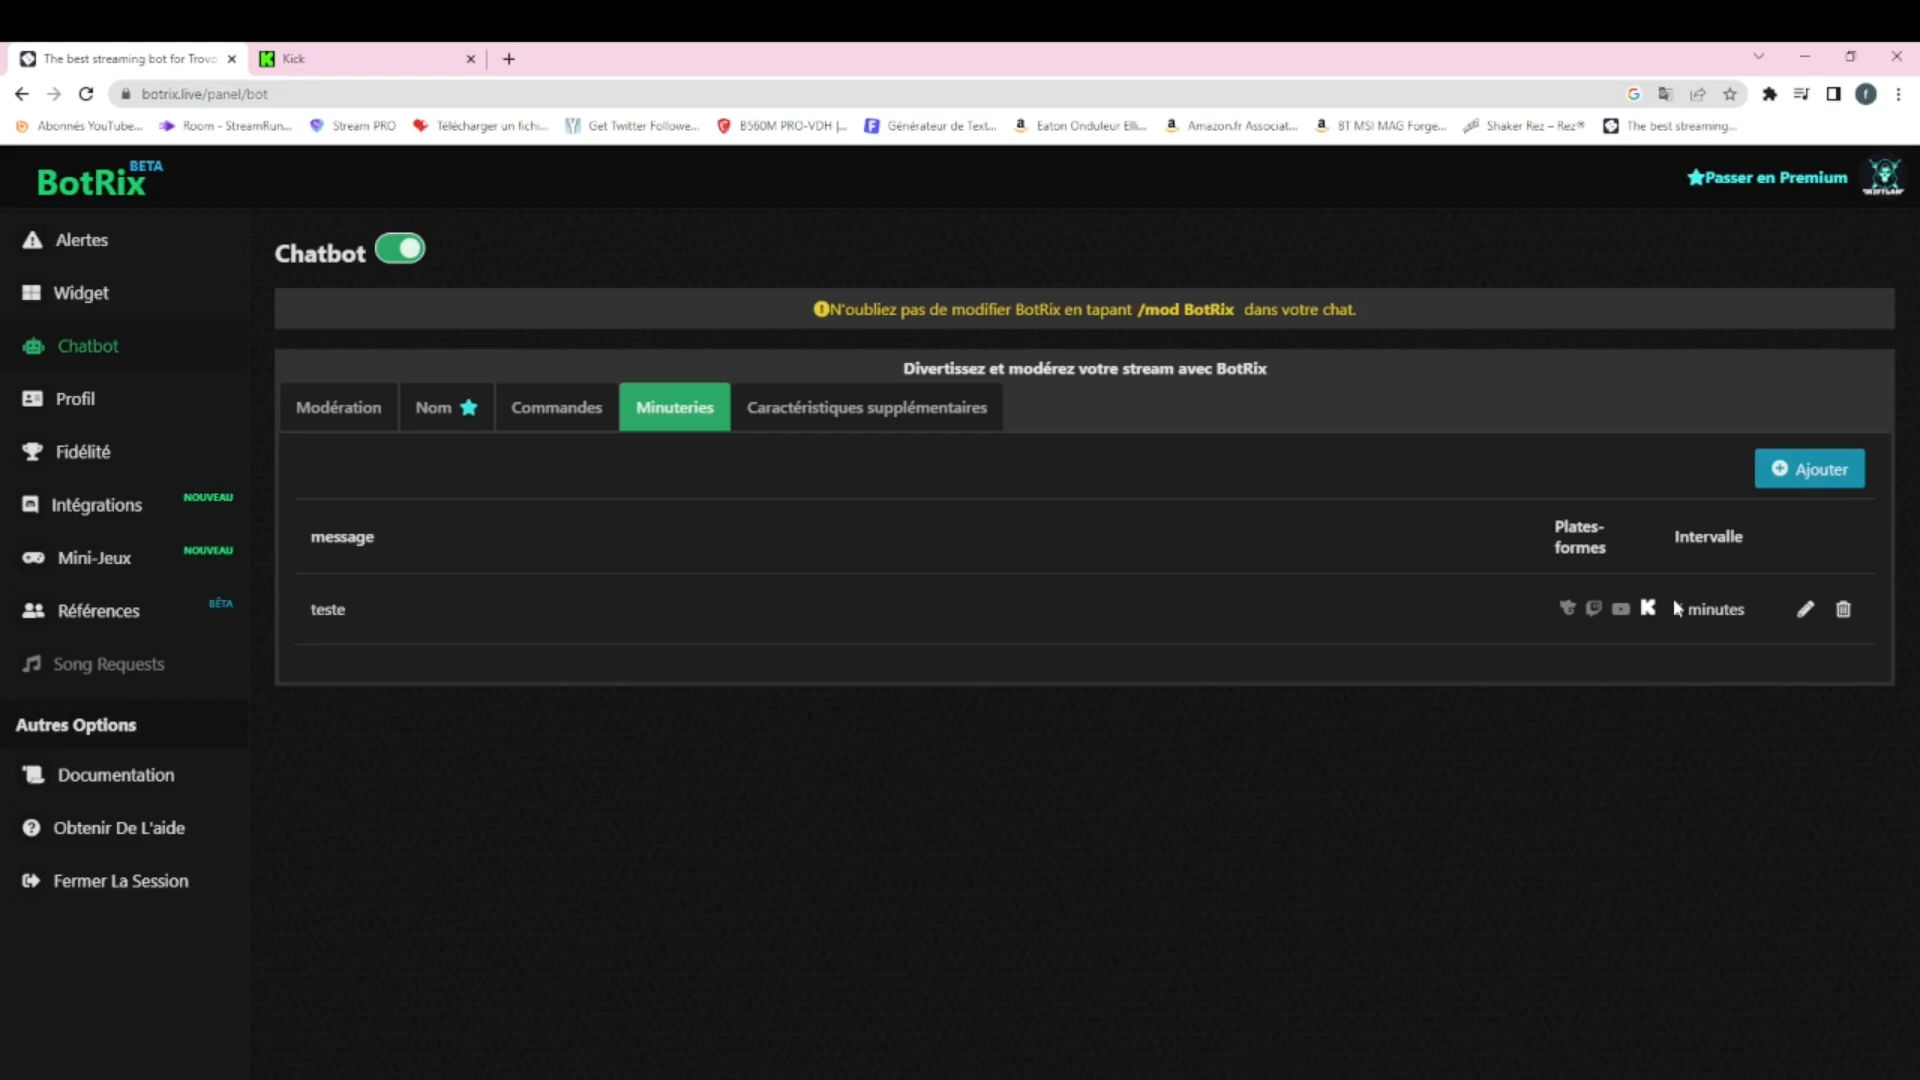 The best streaming bot for Trovo
Kick
botrix.live/panel/bot
Abonnés YouTube...
Room - StreamRun...
Stream PRO
Télécharger un fichi...
Get Twitter Followe...
B560M PRO-VDH |...
Générateur de Text...
Eaton Onduleur Elli...
Amazon.fr Associat...
BT MSI MAG Forge...
Shaker Rez – Rez®
The best streaming...
BotRix BETA
Passer en Premium
Alertes
Widget
Chatbot
Profil
Fidélité
Intégrations NOUVEAU
Mini-Jeux NOUVEAU
Références BÊTA
Song Requests
Autres Options
Documentation
Obtenir De L'aide
Fermer La Session
Chatbot
N'oubliez pas de modifier BotRix en tapant /mod BotRix dans votre chat.
Divertissez et modérez votre stream avec BotRix
Modération
Nom
Commandes
Minuteries
Caractéristiques supplémentaires
Ajouter
message
Plates-
formes
Intervalle
teste
minutes